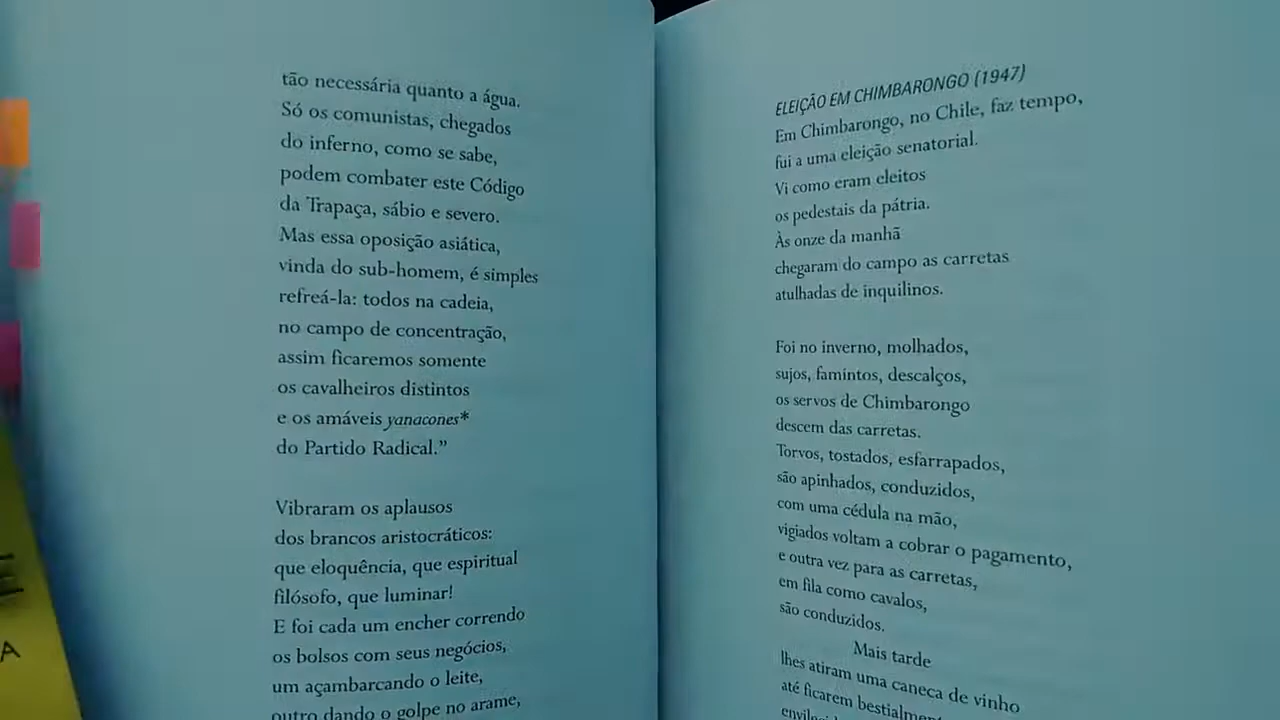 tão necessária quanto a água.
Só os comunistas, chegados
do inferno, como se sabe,
podem combater este Código
da Trapaça, sábio e severo.
Mas essa oposição asiática,
vinda do sub-homem, é simples
refreá-la: todos na cadeia,
no campo de concentração,
assim ficaremos somente
os cavalheiros distintos
e os amáveis yanacones*
do Partido Radical.”
Vibraram os aplausos
dos brancos aristocráticos:
que eloquência, que espiritual
filósofo, que luminar!
E foi cada um encher correndo
os bolsos com seus negócios,
um açambarcando o leite,
outro dando o golpe no arame,
ELEIÇÃO EM CHIMBARONGO (1947)
Em Chimbarongo, no Chile, faz tempo,
fui a uma eleição senatorial.
Vi como eram eleitos
os pedestais da pátria.
Às onze da manhã
chegaram do campo as carretas
atulhadas de inquilinos.
Foi no inverno, molhados,
sujos, famintos, descalços,
os servos de Chimbarongo
descem das carretas.
Torvos, tostados, esfarrapados,
são apinhados, conduzidos,
com uma cédula na mão,
vigiados voltam a cobrar o pagamento,
e outra vez para as carretas,
em fila como cavalos,
são conduzidos.
Mais tarde
lhes atiram uma caneca de vinho
até ficarem
A